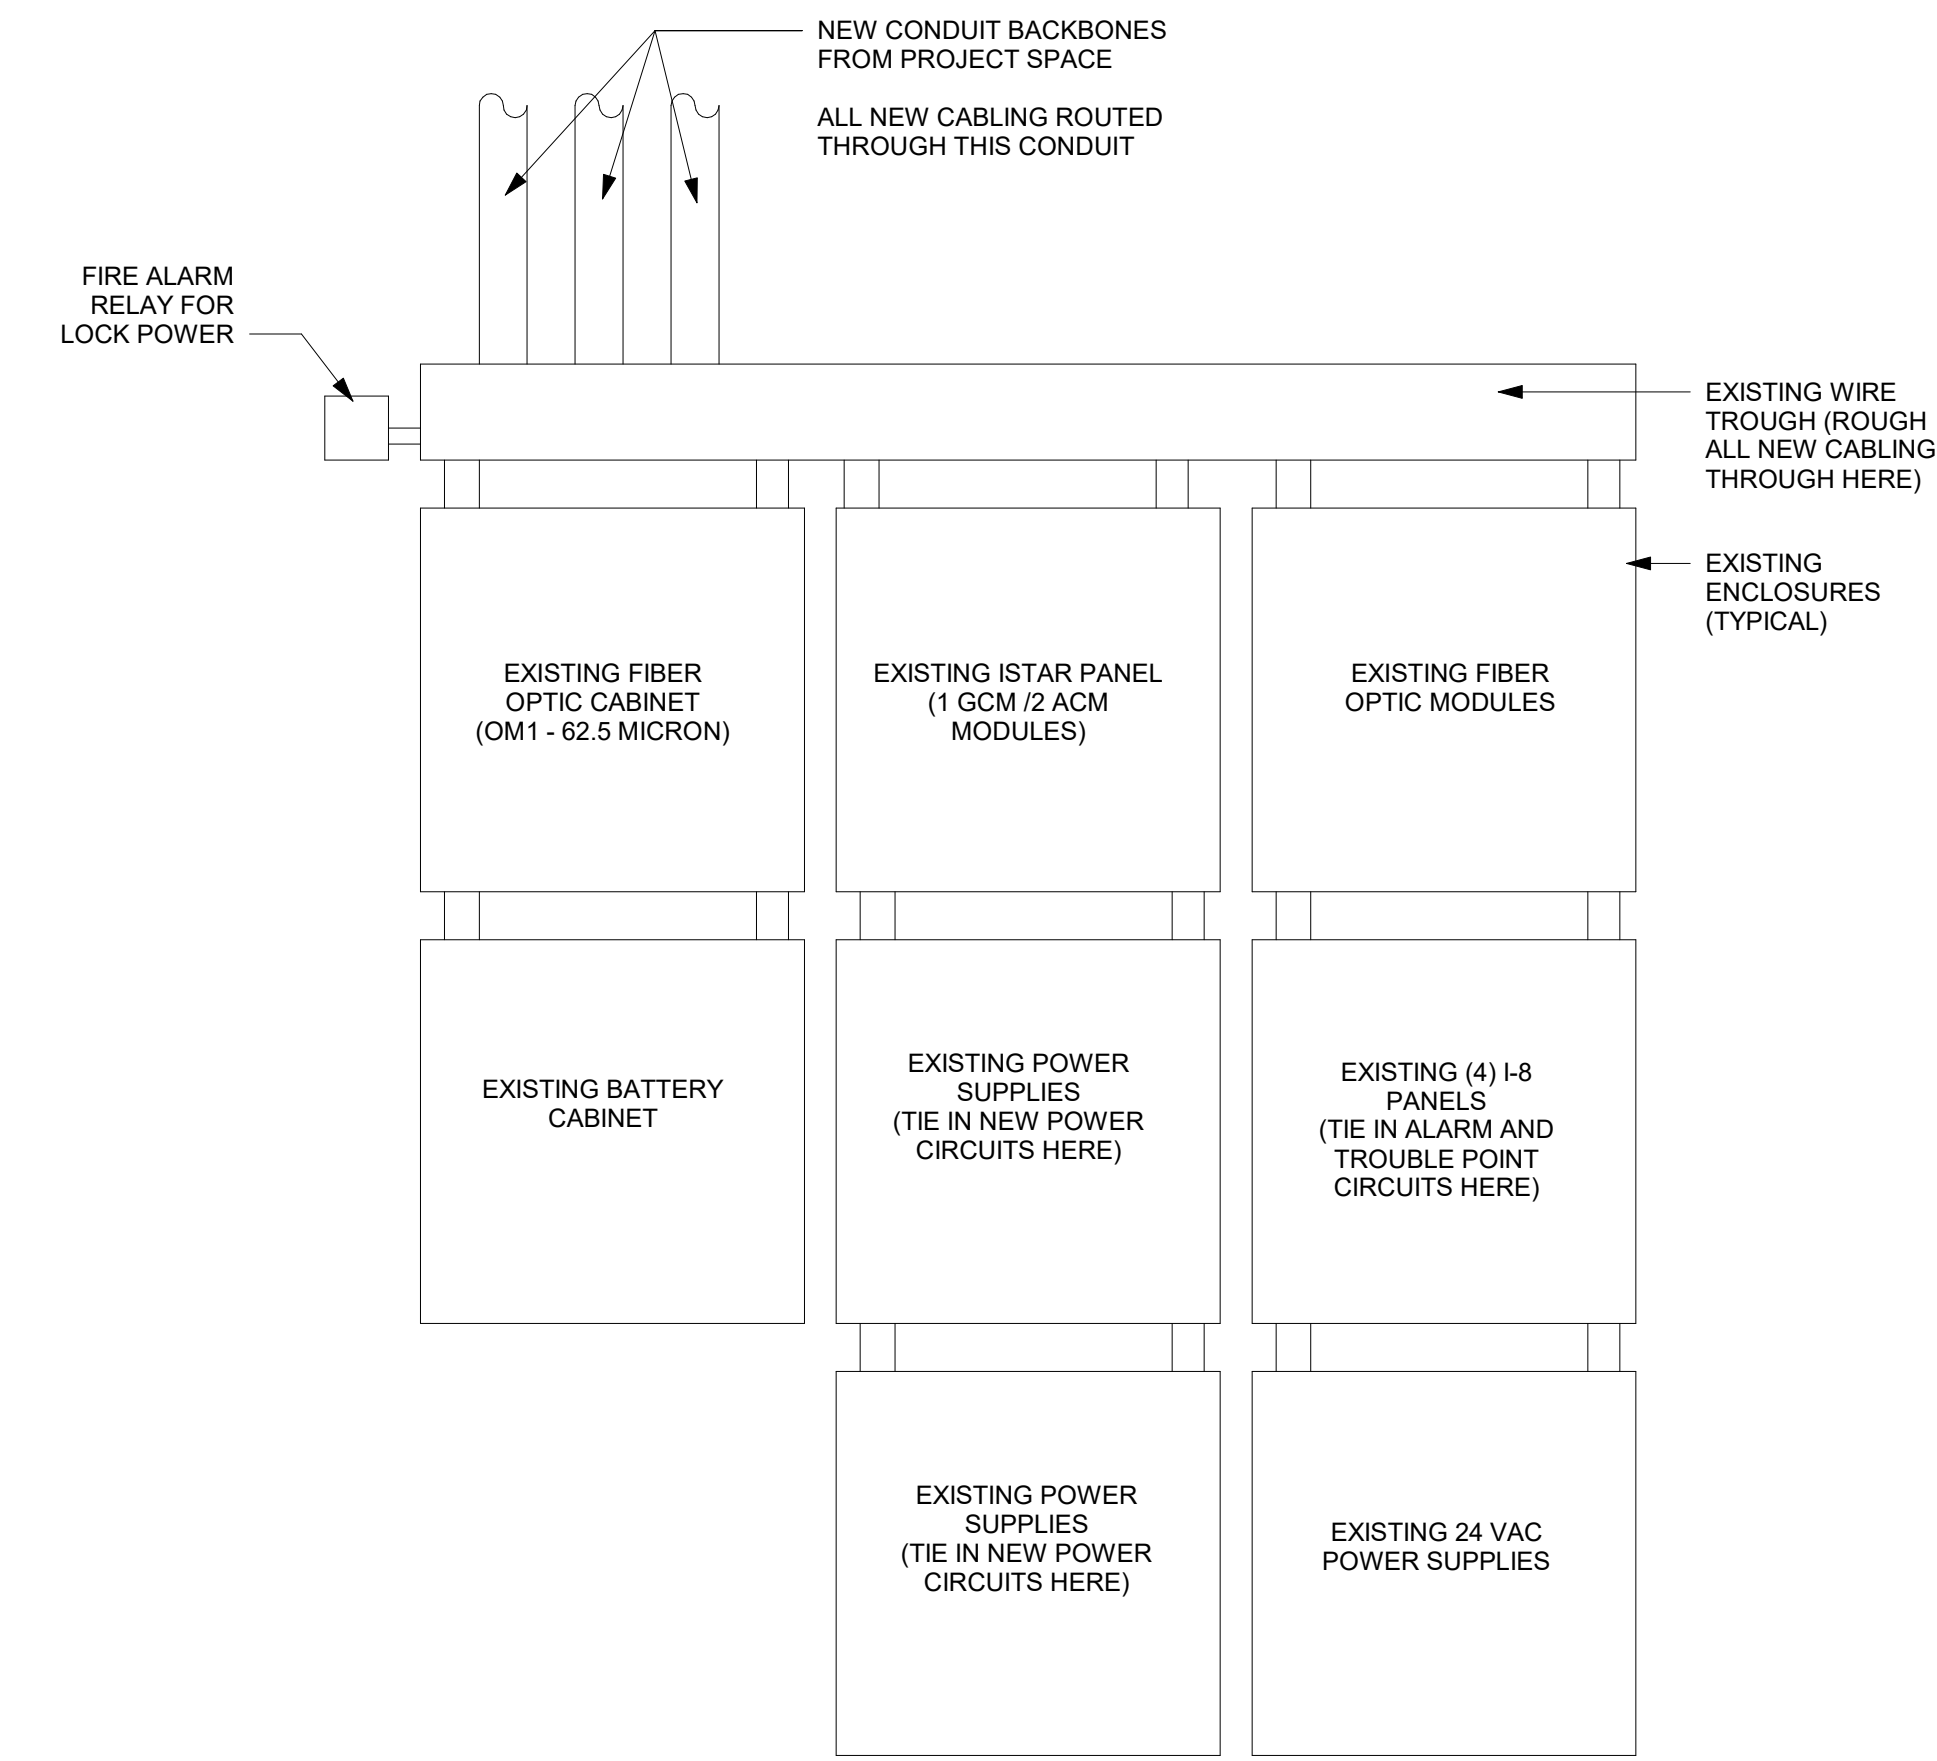 NEW CONDUIT BACKBONES
FROM PROJECT SPACE
ALL NEW CABLING ROUTED
THROUGH THIS CONDUIT
FIRE ALARM
RELAY FOR
LOCK POWER
EXISTING WIRE
TROUGH (ROUGH
ALL NEW CABLING
THROUGH HERE)
EXISTING
ENCLOSURES
(TYPICAL)
EXISTING FIBER
OPTIC CABINET
(OM1 - 62.5 MICRON)
EXISTING ISTAR PANEL
(1 GCM /2 ACM
MODULES)
EXISTING FIBER
OPTIC MODULES
EXISTING BATTERY
CABINET
EXISTING POWER
SUPPLIES
(TIE IN NEW POWER
CIRCUITS HERE)
EXISTING (4) I-8
PANELS
(TIE IN ALARM AND
TROUBLE POINT
CIRCUITS HERE)
EXISTING POWER
SUPPLIES
(TIE IN NEW POWER
CIRCUITS HERE)
EXISTING 24 VAC
POWER SUPPLIES